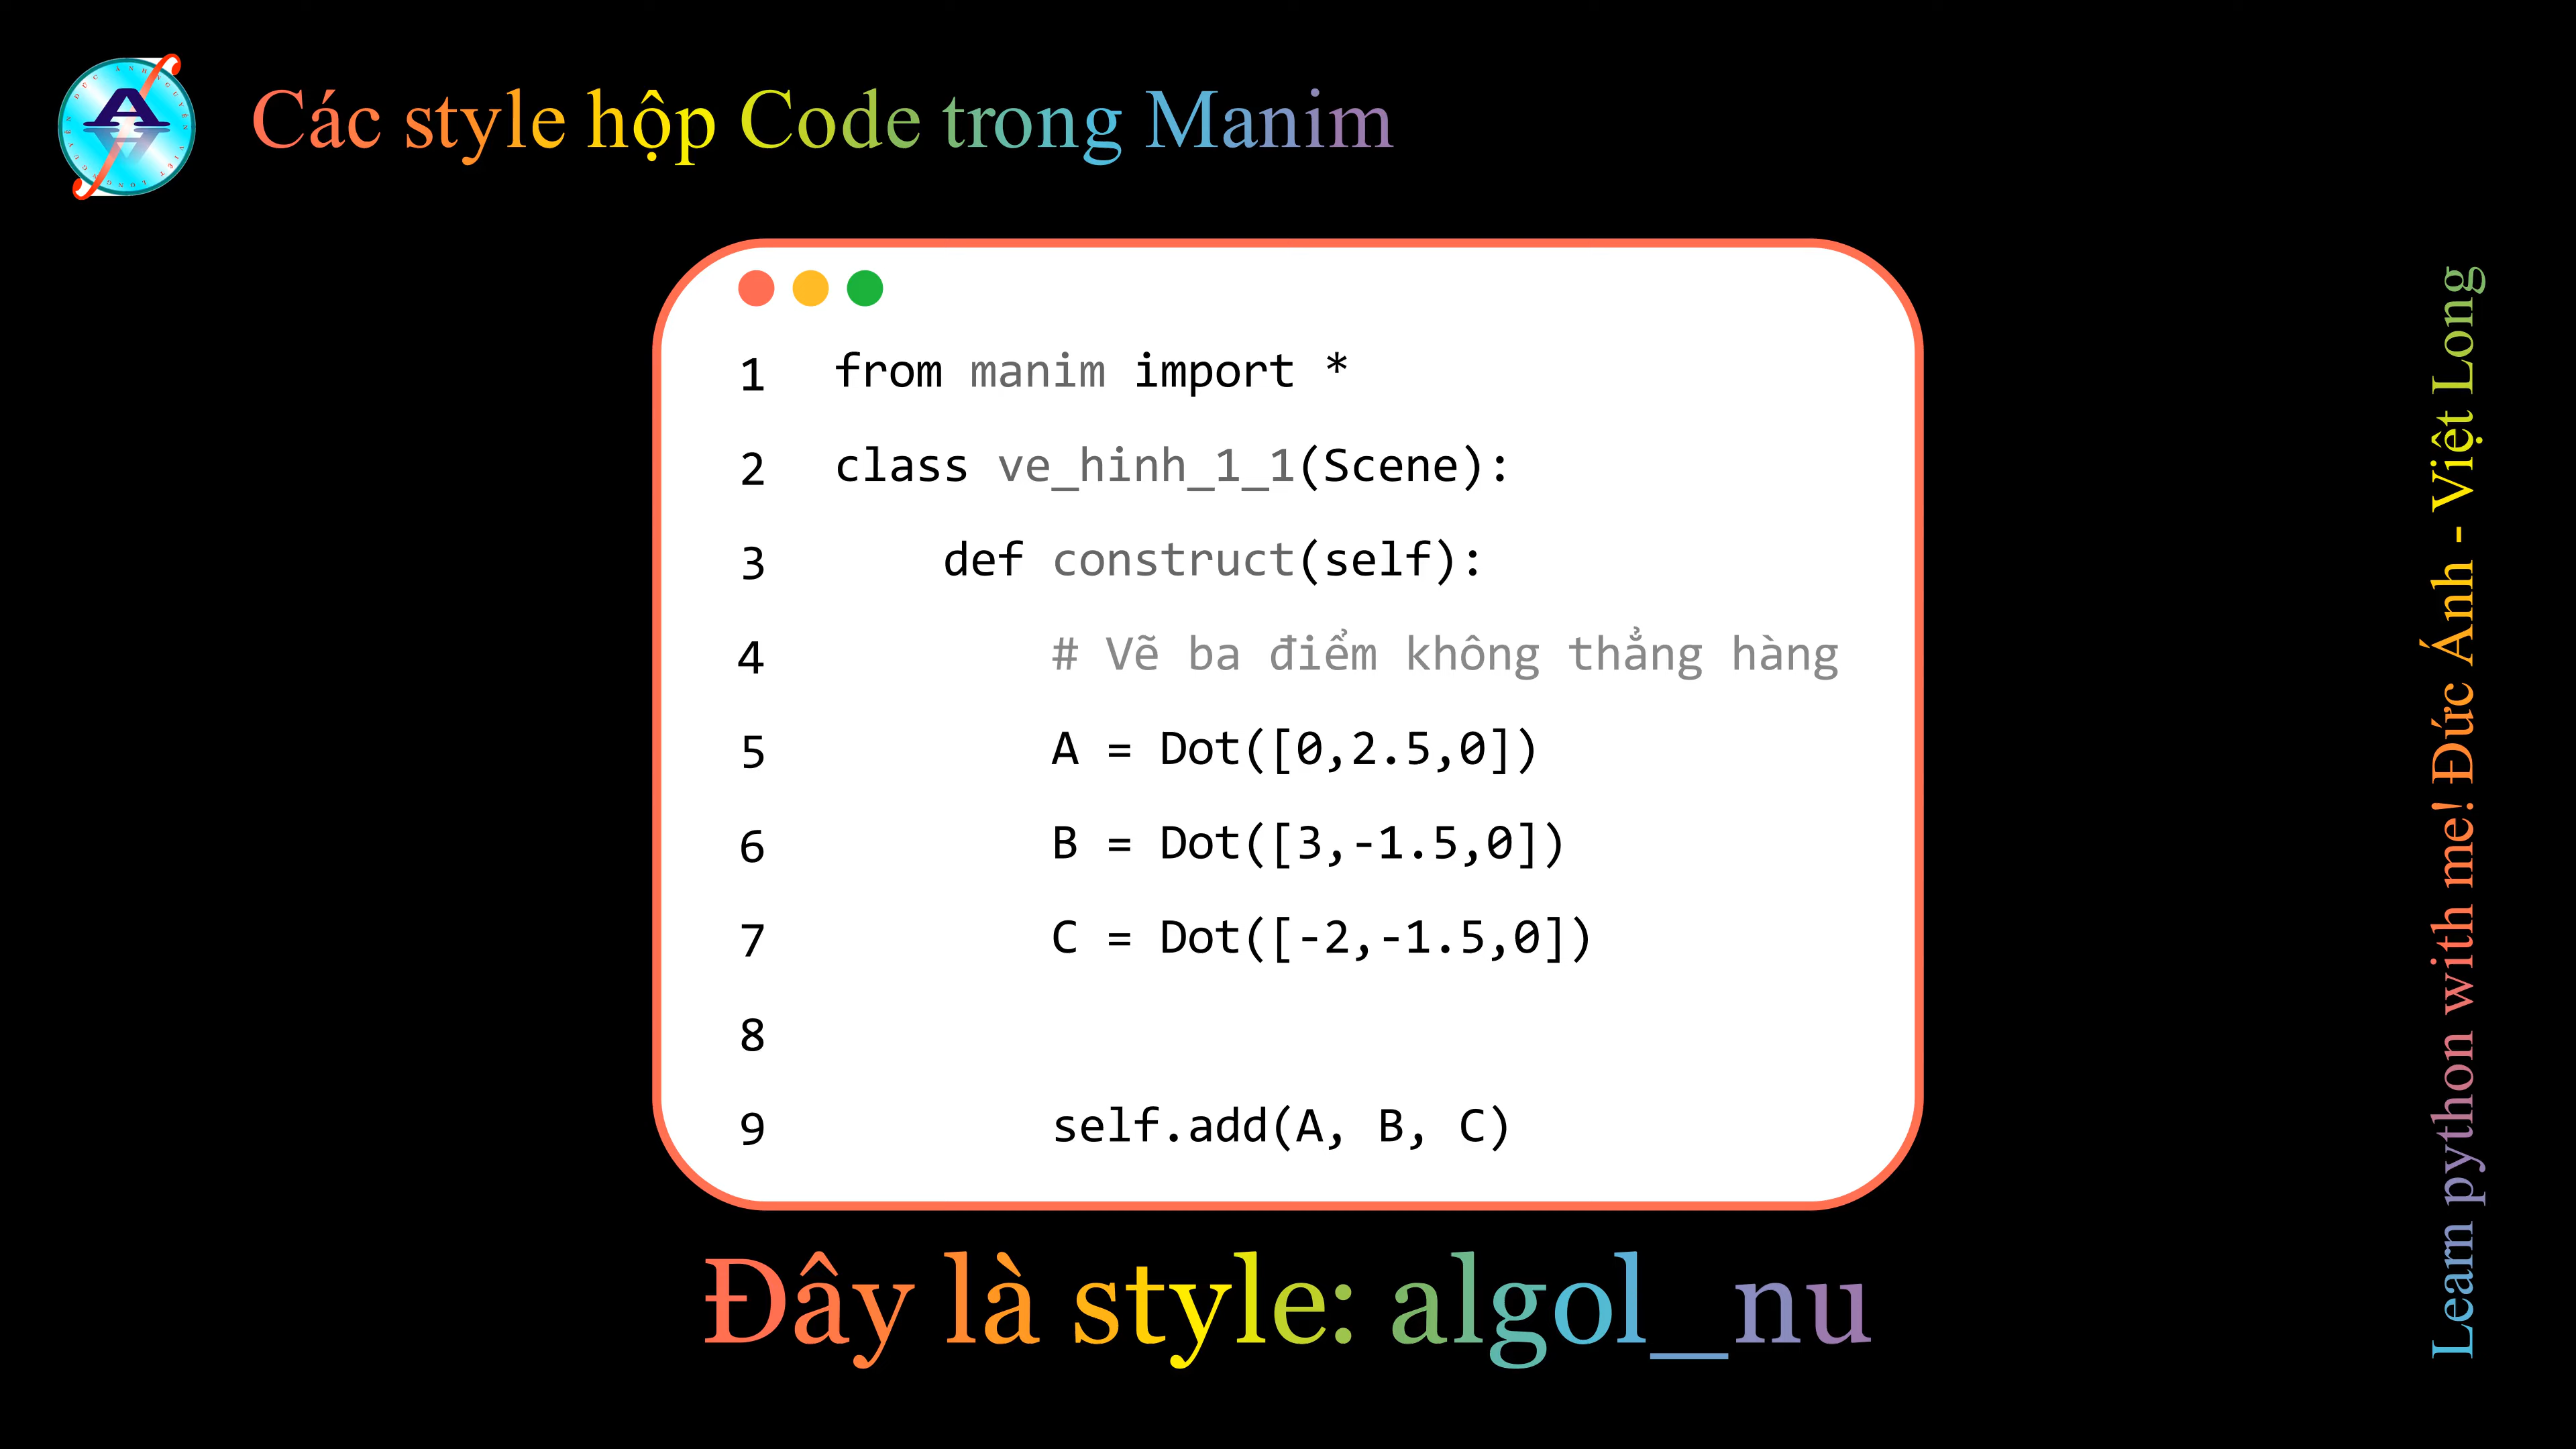 Các style hộp Code trong Manim
1 from manim import *
2 class ve_hinh_1_1(Scene):
3     def construct(self):
4         # Vẽ ba điểm không thẳng hàng
5         A = Dot([0,2.5,0])
6         B = Dot([3,-1.5,0])
7         C = Dot([-2,-1.5,0])
8
9         self.add(A, B, C)
Đây là style: algol_nu
Learn python with me! Đức Ánh - Việt Long